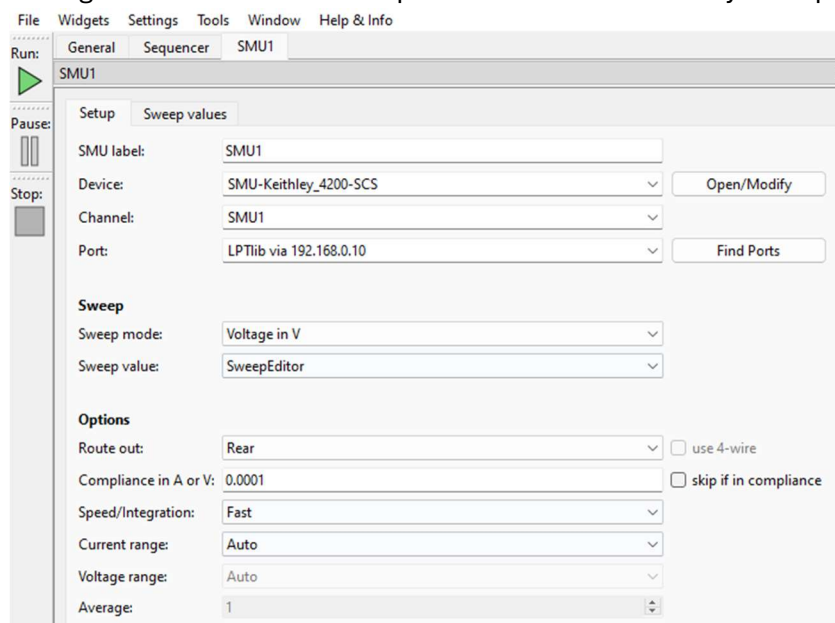 File Widgets Settings Tools Window Help & Info
Run: General Sequencer SMU1
SMU1
Setup Sweep values
Pause:
SMU label: SMU1
Device: SMU-Keithley_4200-SCS Open/Modify
Stop:
Channel: SMU1
Port: LPTlib via 192.168.0.10 Find Ports
Sweep
Sweep mode: Voltage in V
Sweep value: SweepEditor
Options
Route out: Rear use 4-wire
Compliance in A or V: 0.0001 skip if in compliance
Speed/Integration: Fast
Current range: Auto
Voltage range: Auto
Average: 1